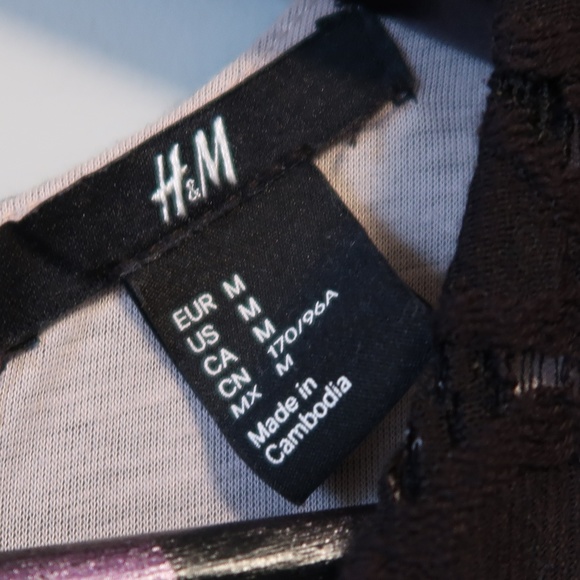 H&M
EUR M
US M
CA M
CN 170/96A
MX M
Made in
Cambodia